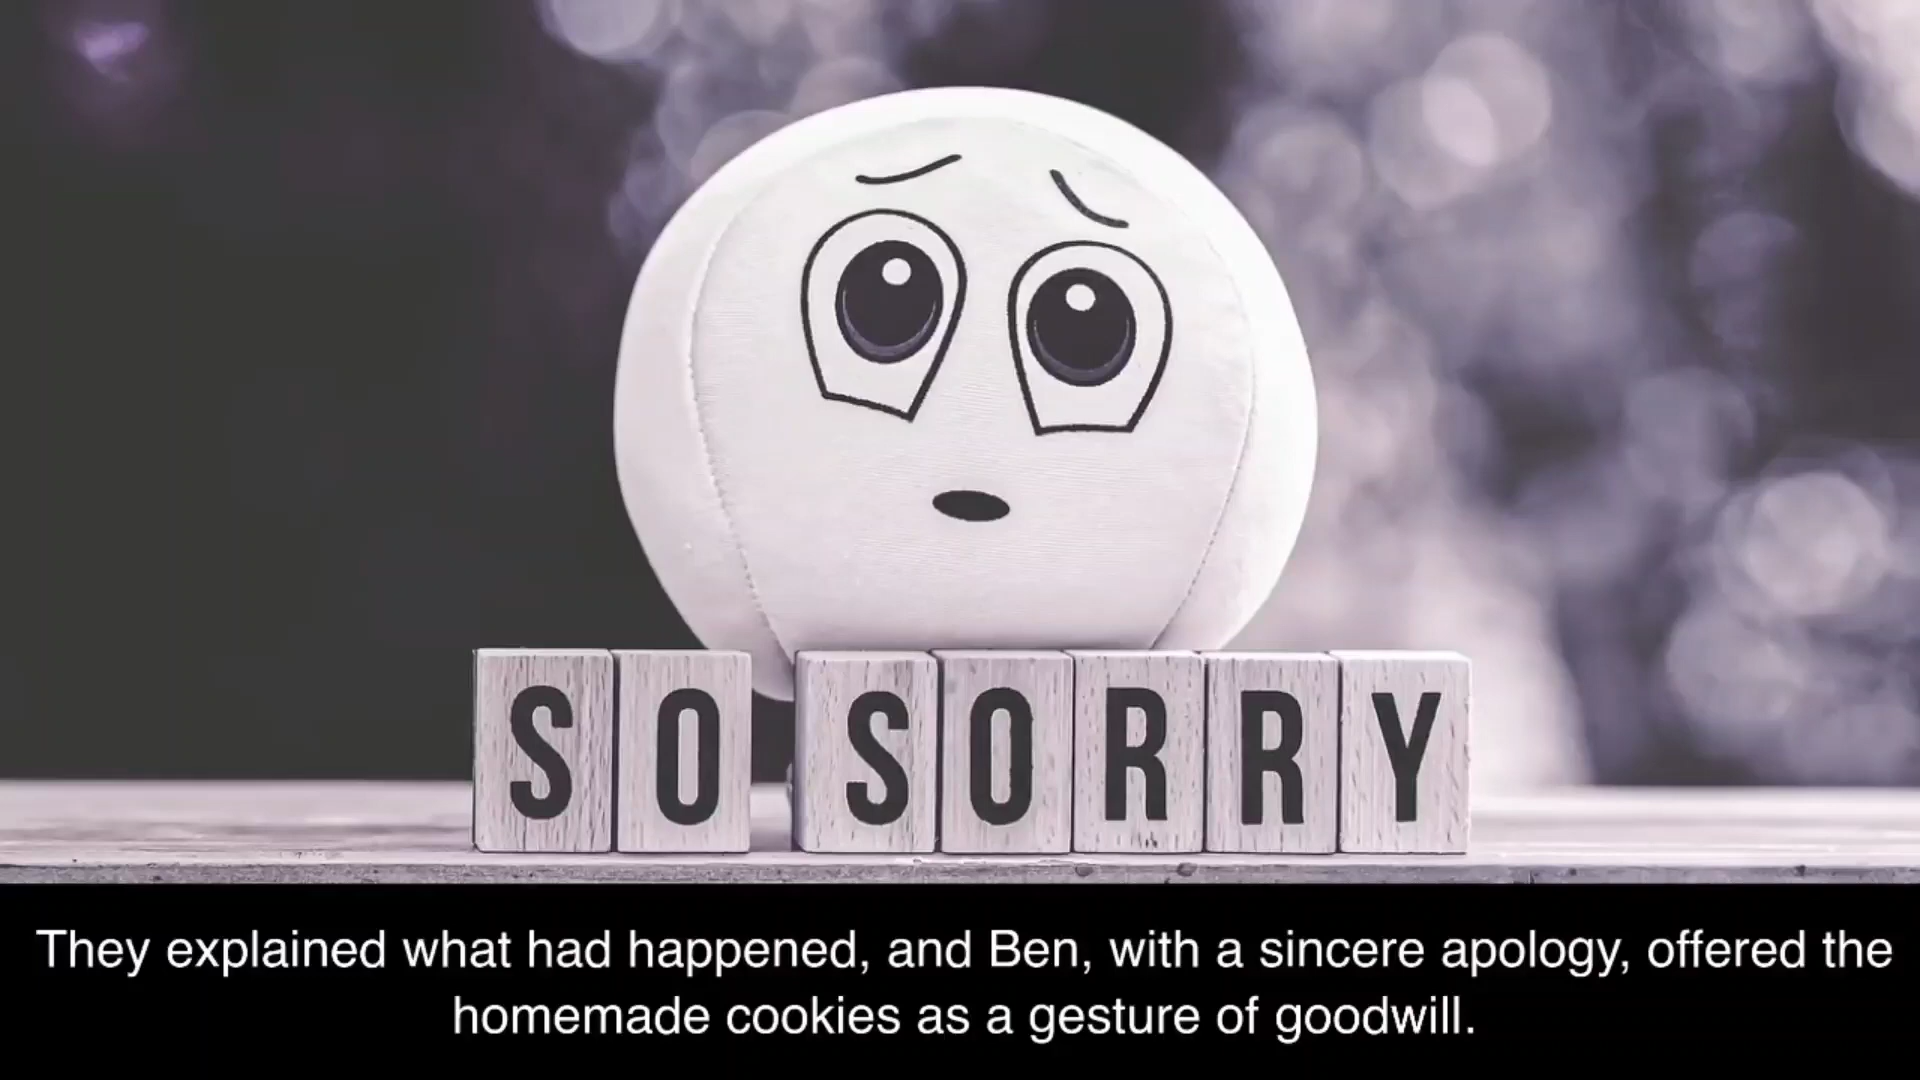 SO SORRY
They explained what had happened, and Ben, with a sincere apology, offered the
homemade cookies as a gesture of goodwill.